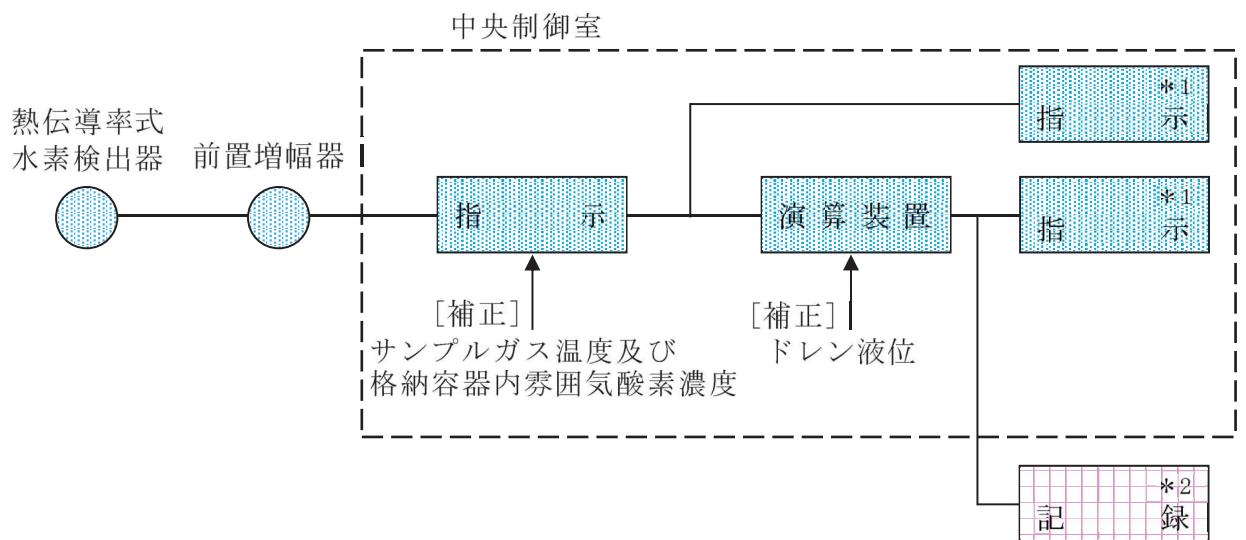 中央制御室
熱伝導率式
水素検出器
前置増幅器
指示
演算装置
*1
指示
*1
指示
[補正]
サンプルガス温度及び
格納容器内雰囲気酸素濃度
[補正]
ドレン液位
*2
記録